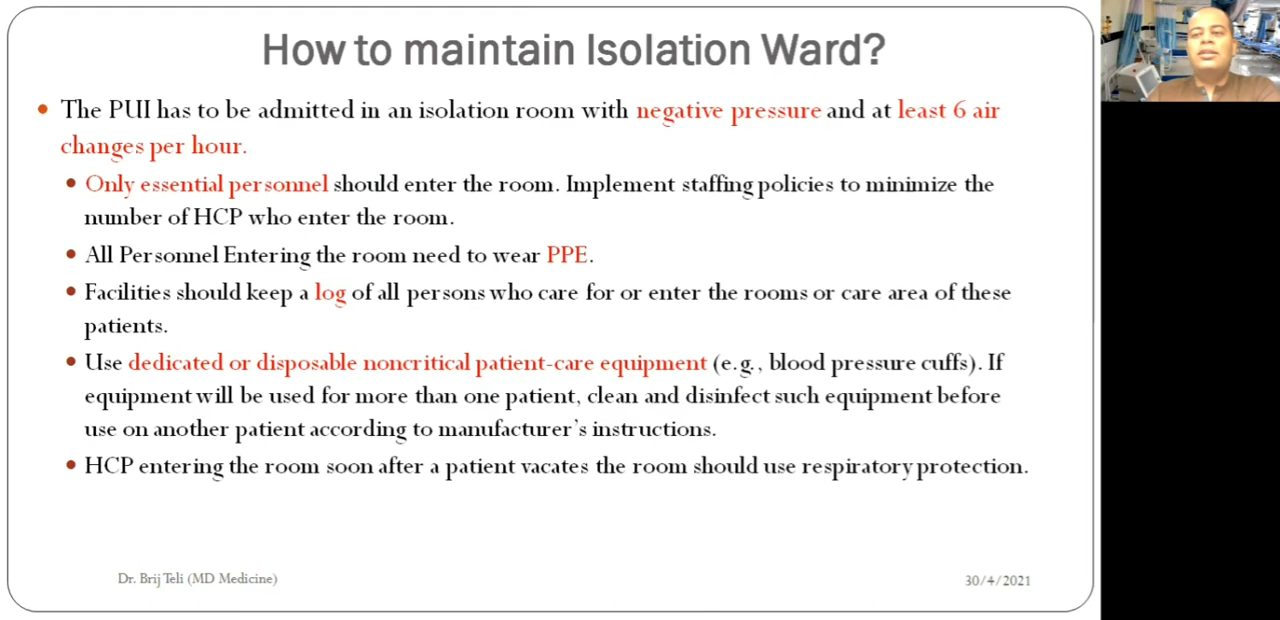 How to maintain Isolation Ward?
• The PUI has to be admitted in an isolation room with negative pressure and at least 6 air
changes per hour.
• Only essential personnel should enter the room. Implement staffing policies to minimize the
number of HCP who enter the room.
• All Personnel Entering the room need to wear PPE.
• Facilities should keep a log of all persons who care for or enter the rooms or care area of these
patients.
• Use dedicated or disposable noncritical patient-care equipment (e.g., blood pressure cuffs). If
equipment will be used for more than one patient, clean and disinfect such equipment before
use on another patient according to manufacturer's instructions.
• HCP entering the room soon after a patient vacates the room should use respiratory protection.
Dr. Brij Teli (MD Medicine)
30/4/2021